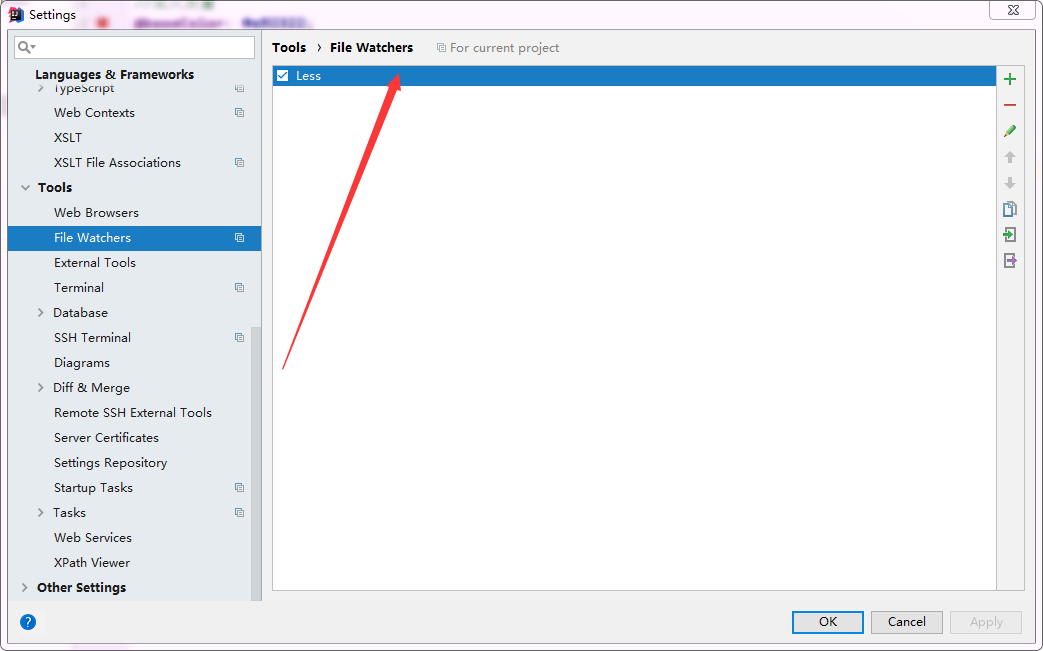 Settings
Languages & Frameworks
TypeScript
Web Contexts
XSLT
XSLT File Associations
Tools
Web Browsers
File Watchers
External Tools
Terminal
Database
SSH Terminal
Diagrams
Diff & Merge
Remote SSH External Tools
Server Certificates
Settings Repository
Startup Tasks
Tasks
Web Services
XPath Viewer
Other Settings
Tools › File Watchers For current project
Less
?
OK Cancel Apply